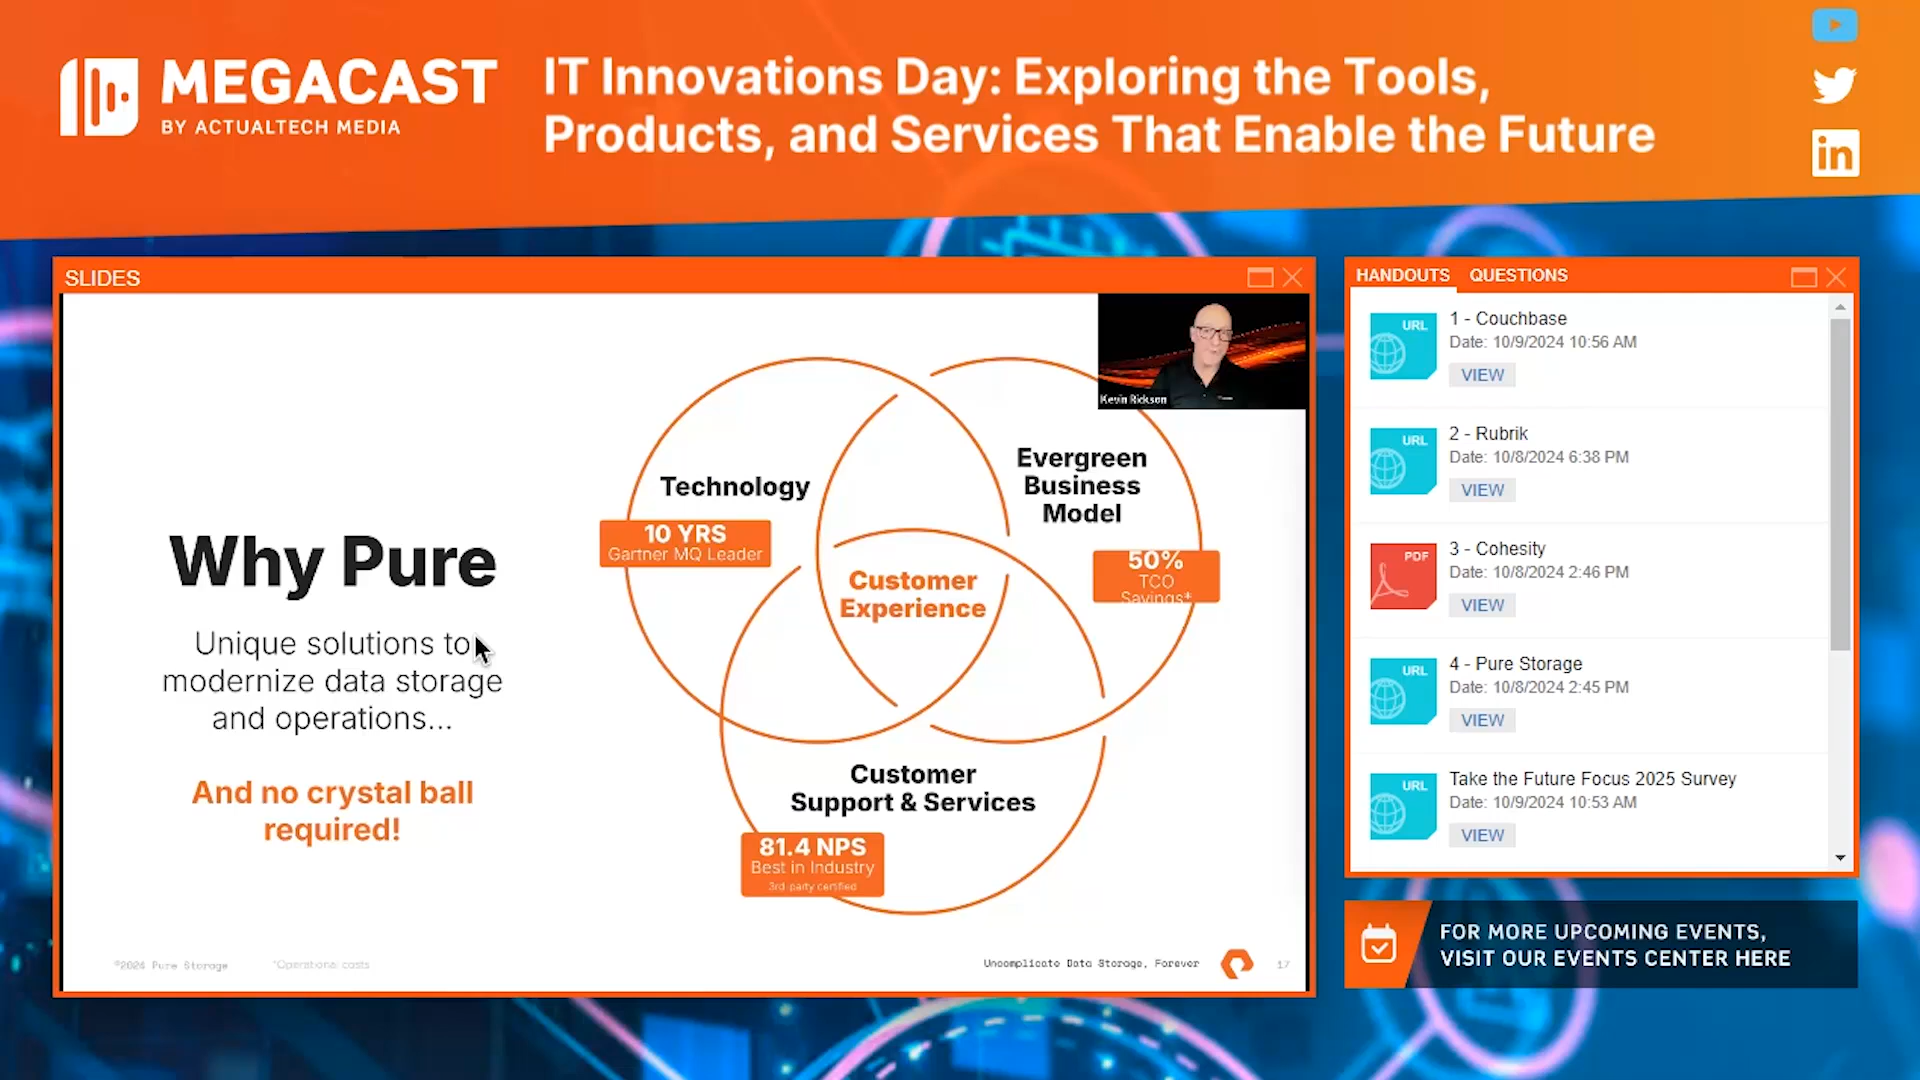 MEGACAST
BY ACTUALTECH MEDIA
IT Innovations Day: Exploring the Tools,
Products, and Services That Enable the Future
in
SLIDES
Kevin Rickson
Why Pure
Unique solutions to
modernize data storage
and operations...
And no crystal ball
required!
Technology
10 YRS
Gartner MQ Leader
Evergreen
Business
Model
50%
TCO
Savings*
Customer
Experience
Customer
Support & Services
81.4 NPS
Best in Industry
3rd party certified
©2024 Pure Storage
*Operational costs
Uncomplicate Data Storage, Forever
17
HANDOUTS QUESTIONS
URL
1 - Couchbase
Date: 10/9/2024 10:56 AM
VIEW
URL
2 - Rubrik
Date: 10/8/2024 6:38 PM
VIEW
PDF
3 - Cohesity
Date: 10/8/2024 2:46 PM
VIEW
URL
4 - Pure Storage
Date: 10/8/2024 2:45 PM
VIEW
URL
Take the Future Focus 2025 Survey
Date: 10/9/2024 10:53 AM
VIEW
FOR MORE UPCOMING EVENTS,
VISIT OUR EVENTS CENTER HERE